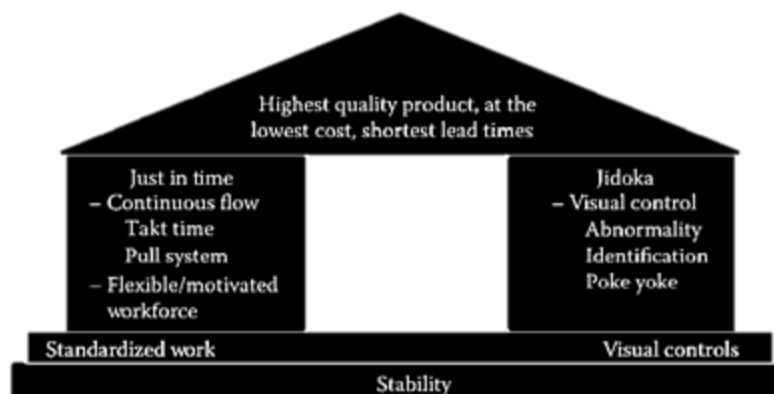 Highest quality product, at the
lowest cost, shortest lead times
Just in time
– Continuous flow
Takt time
Pull system
– Flexible/motivated
workforce
Jidoka
– Visual control
Abnormality
Identification
Poke yoke
Standardized work
Visual controls
Stability